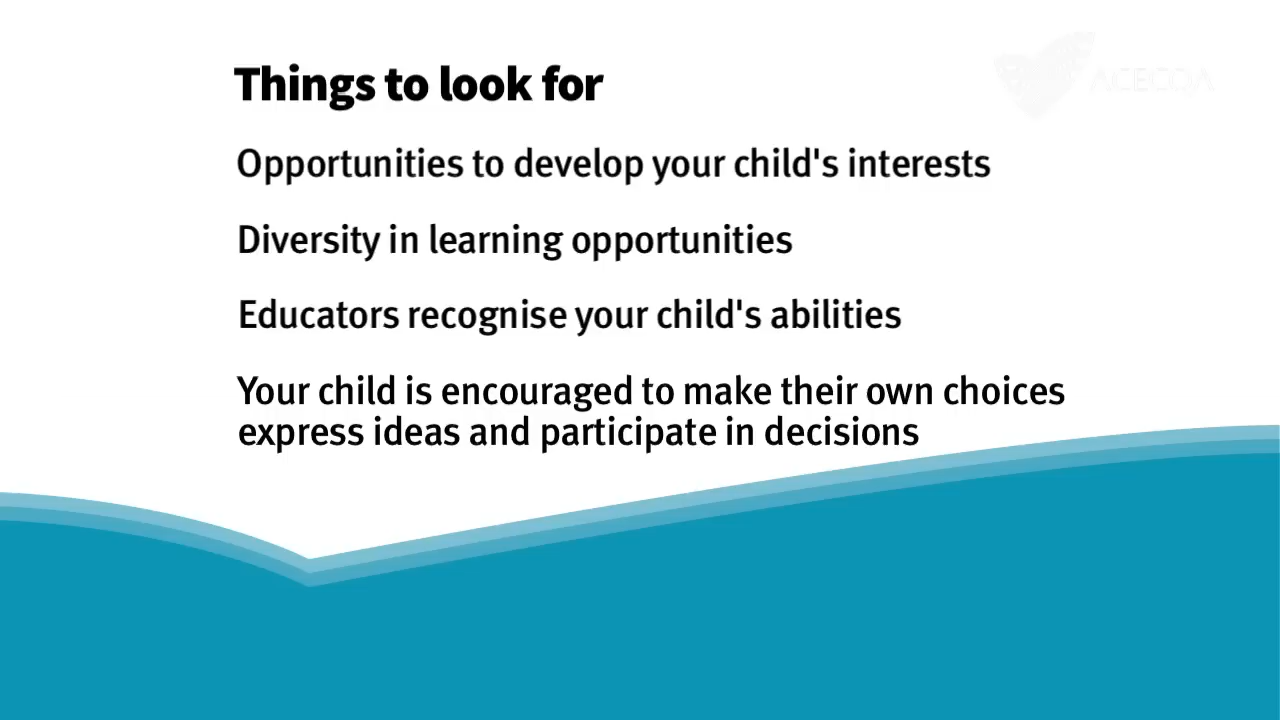 Things to look for
ACECQA
Opportunities to develop your child's interests
Diversity in learning opportunities
Educators recognise your child's abilities
Your child is encouraged to make their own choices
express ideas and participate in decisions